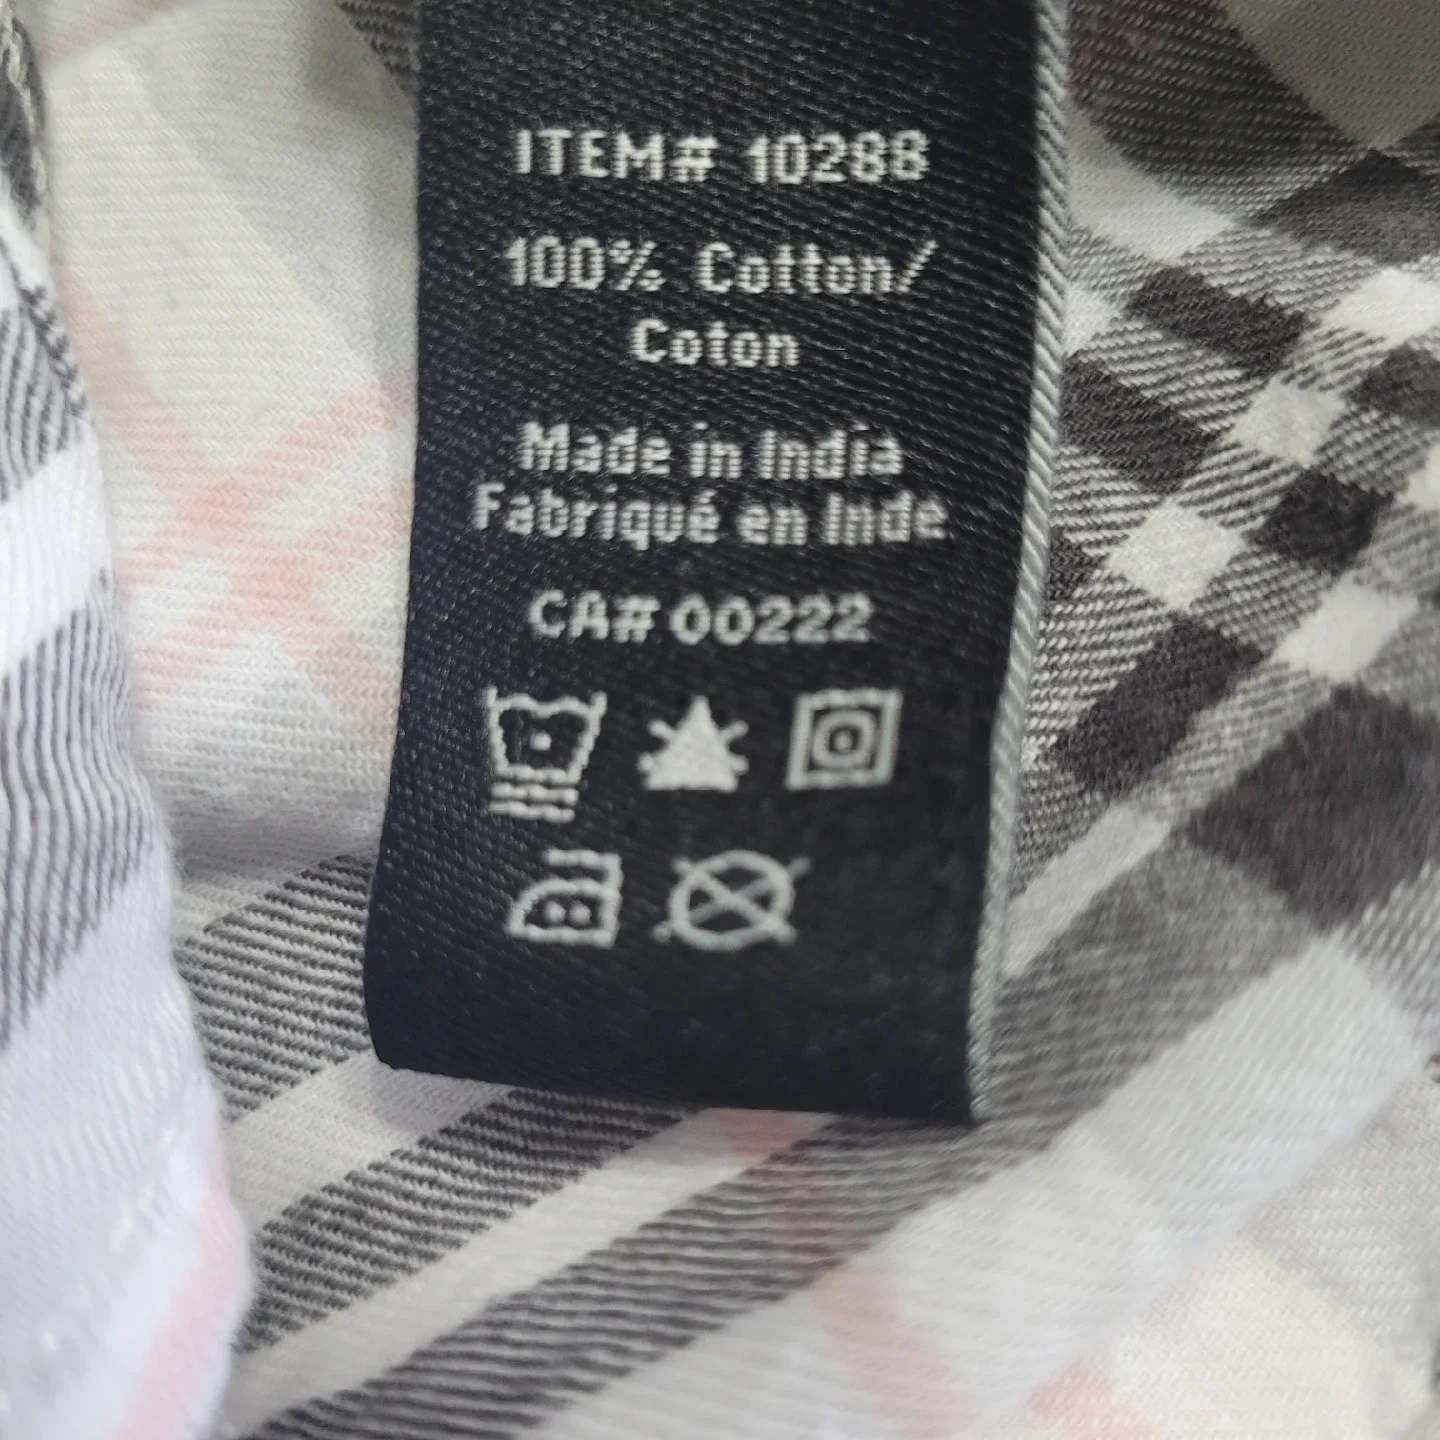 ITEM# 10288
100% Cotton/
Coton
Made in India
Fabriqué en Inde
CA# 00222